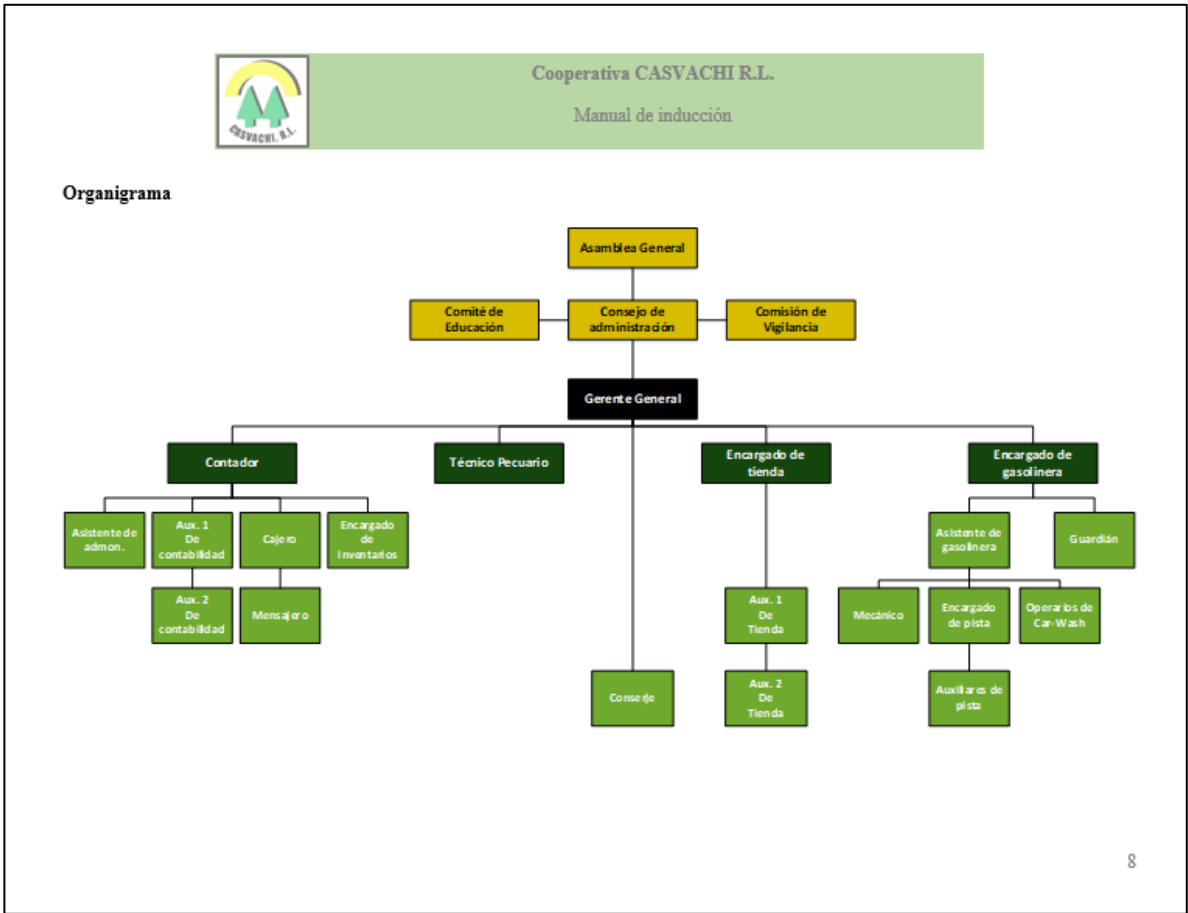 Cooperativa CASVACHI R.L.
Manual de inducción
CASVACHI. R.L.
Organigrama
Asamblea General
Comité de
Educación
Consejo de
administración
Comisión de
Vigilancia
Gerente General
Contador
Técnico Pecuario
Encargado de
tienda
Encargado de
gasolinera
Asistente de
admon.
Aux. 1
De
contabilidad
Cajero
Encargado
de
inventarios
Asistente de
gasolinera
Guardián
Aux. 2
De
contabilidad
Mensajero
Aux. 1
De
Tienda
Mecánico
Encargado
de pista
Operarios de
Car-Wash
Conserje
Aux. 2
De
Tienda
Auxiliares de
pista
8